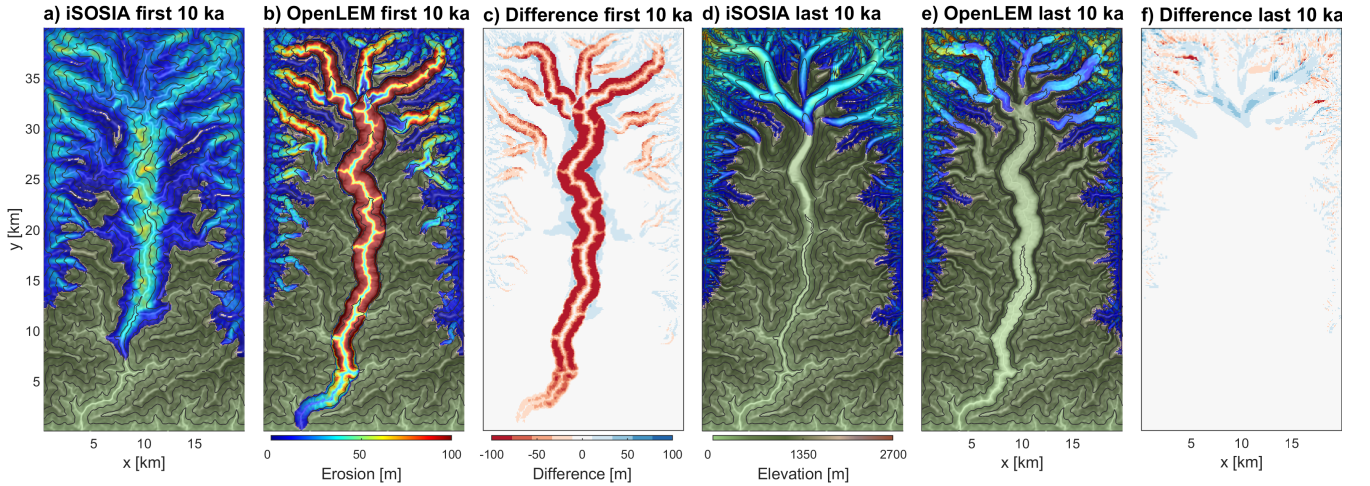 a) iSOSIA first 10 ka
b) OpenLEM first 10 ka
c) Difference first 10 ka
d) iSOSIA last 10 ka
e) OpenLEM last 10 ka
f) Difference last 10 ka
y [km]
35
30
25
20
15
10
5
5 10 15
x [km]
0 50 100
Erosion [m]
-100 -50 0 50 100
Difference [m]
0 1350 2700
Elevation [m]
5 10 15
x [km]
5 10 15
x [km]